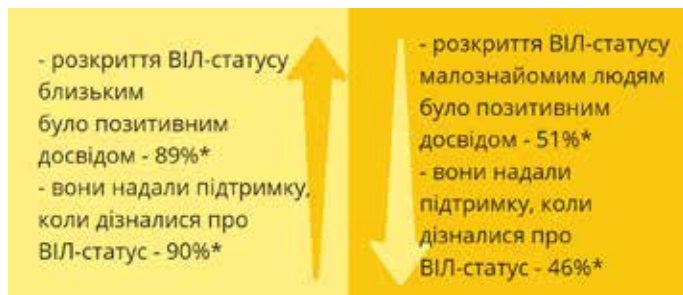 - розкриття ВІЛ-статусу
близьким
було позитивним
досвідом - 89%*
- вони надали підтримку,
коли дізналися про
ВІЛ-статус - 90%*
- розкриття ВІЛ-статусу
малознайомим людям
було позитивним
досвідом - 51%*
- вони надали
підтримку, коли
дізналися про
ВІЛ-статус - 46%*